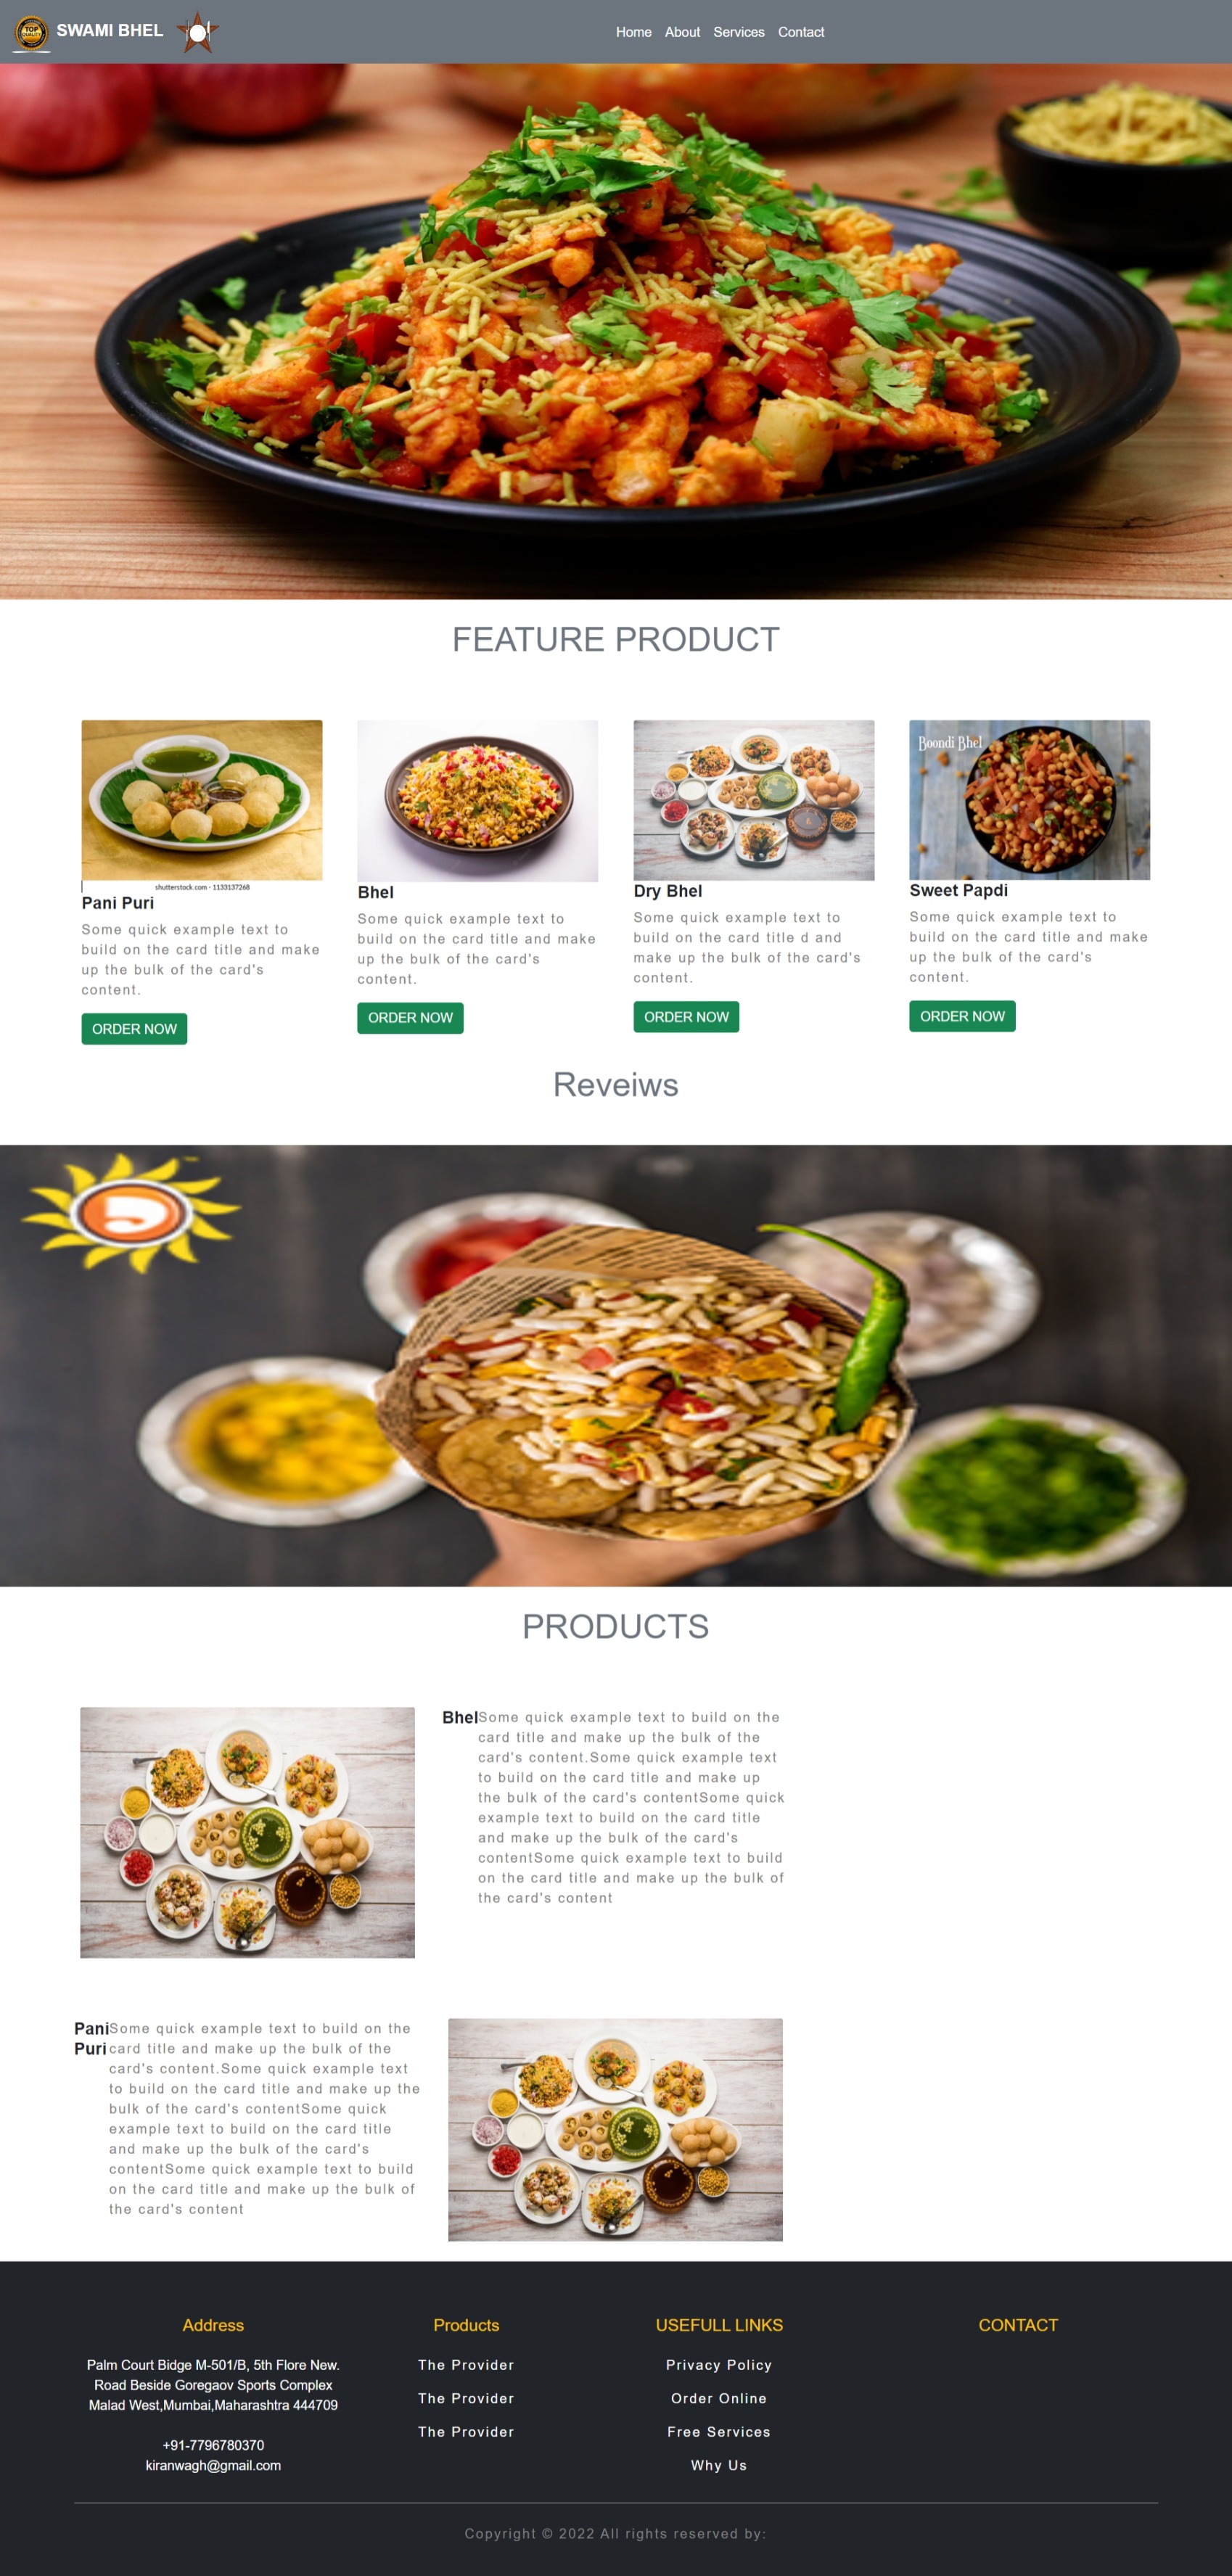 TOP
QUALITY
SWAMI BHEL
Home About Services Contact
FEATURE PRODUCT
shutterstock.com · 1133137268
Pani Puri
Some quick example text to
build on the card title and make
up the bulk of the card's
content.
ORDER NOW
Bhel
Some quick example text to
build on the card title and make
up the bulk of the card's
content.
ORDER NOW
Dry Bhel
Some quick example text to
build on the card title d and
make up the bulk of the card's
content.
ORDER NOW
Boondi Bhel
Sweet Papdi
Some quick example text to
build on the card title and make
up the bulk of the card's
content.
ORDER NOW
Reveiws
PRODUCTS
Bhel
Some quick example text to build on the
card title and make up the bulk of the
card's content.Some quick example text
to build on the card title and make up
the bulk of the card's contentSome quick
example text to build on the card title
and make up the bulk of the card's
contentSome quick example text to build
on the card title and make up the bulk of
the card's content
Pani
Puri
Some quick example text to build on the
card title and make up the bulk of the
card's content.Some quick example text
to build on the card title and make up the
bulk of the card's contentSome quick
example text to build on the card title
and make up the bulk of the card's
contentSome quick example text to build
on the card title and make up the bulk of
the card's content
Address
Palm Court Bidge M-501/B, 5th Flore New.
Road Beside Goregaov Sports Complex
Malad West,Mumbai,Maharashtra 444709
+91-7796780370
kiranwagh@gmail.com
Products
The Provider
The Provider
The Provider
USEFULL LINKS
Privacy Policy
Order Online
Free Services
Why Us
CONTACT
Copyright © 2022 All rights reserved by: